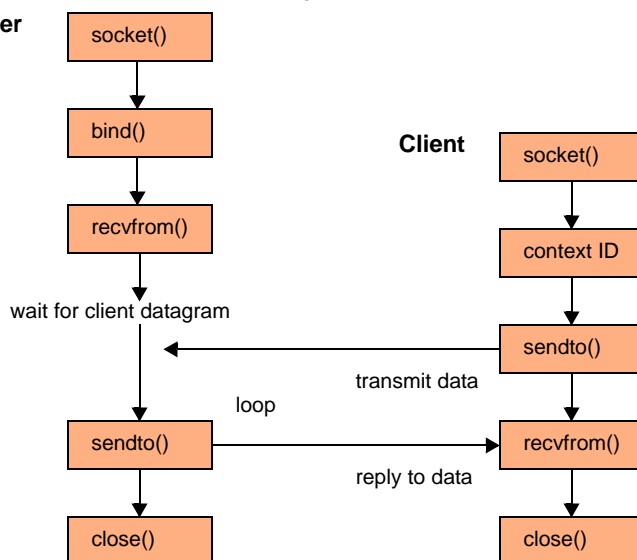 er
socket()
bind()
Client
socket()
recvfrom()
context ID
wait for client datagram
sendto()
transmit data
loop
sendto()
recvfrom()
reply to data
close()
close()